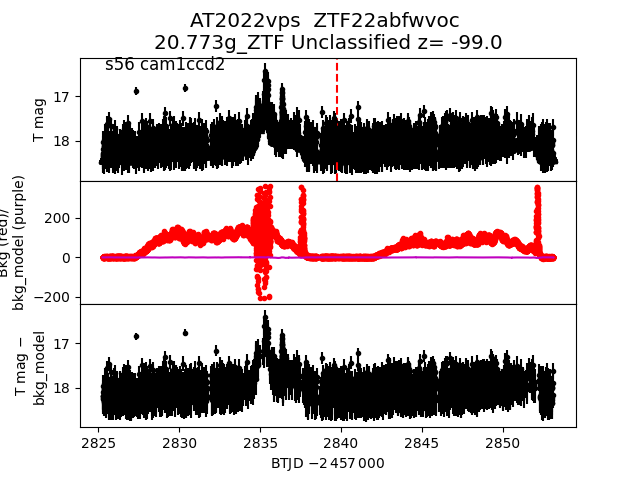 AT2022vps  ZTF22abfwvoc
20.773g_ZTF Unclassified z= -99.0
s56 cam1ccd2
T mag
17
18
Bkg (red)/
bkg_model (purple)
200
0
−200
T mag −
bkg_model
17
18
2825 2830 2835 2840 2845 2850
BTJD −2 457 000